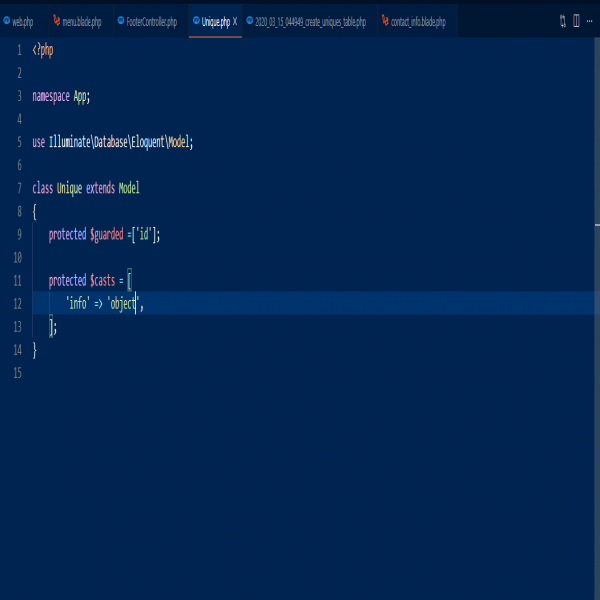 web.php menu.blade.php FooterController.php Unique.php X 2020_03_15_044949_create_uniques_table.php contact_info.blade.php ...
1 <?php
2
3 namespace App;
4
5 use Illuminate\Database\Eloquent\Model;
6
7 class Unique extends Model
8 {
9 protected $guarded =['id'];
10
11 protected $casts = [
12 'info' => 'object',
13 ];
14 }
15